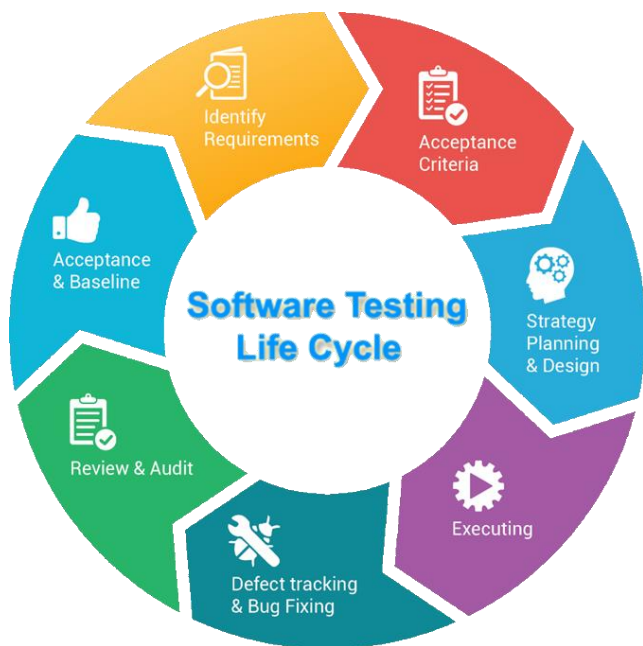 Identify
Requirements
Acceptance
Criteria
Strategy
Planning
& Design
Executing
Defect tracking
& Bug Fixing
Review & Audit
Acceptance
& Baseline
Software Testing
Life Cycle